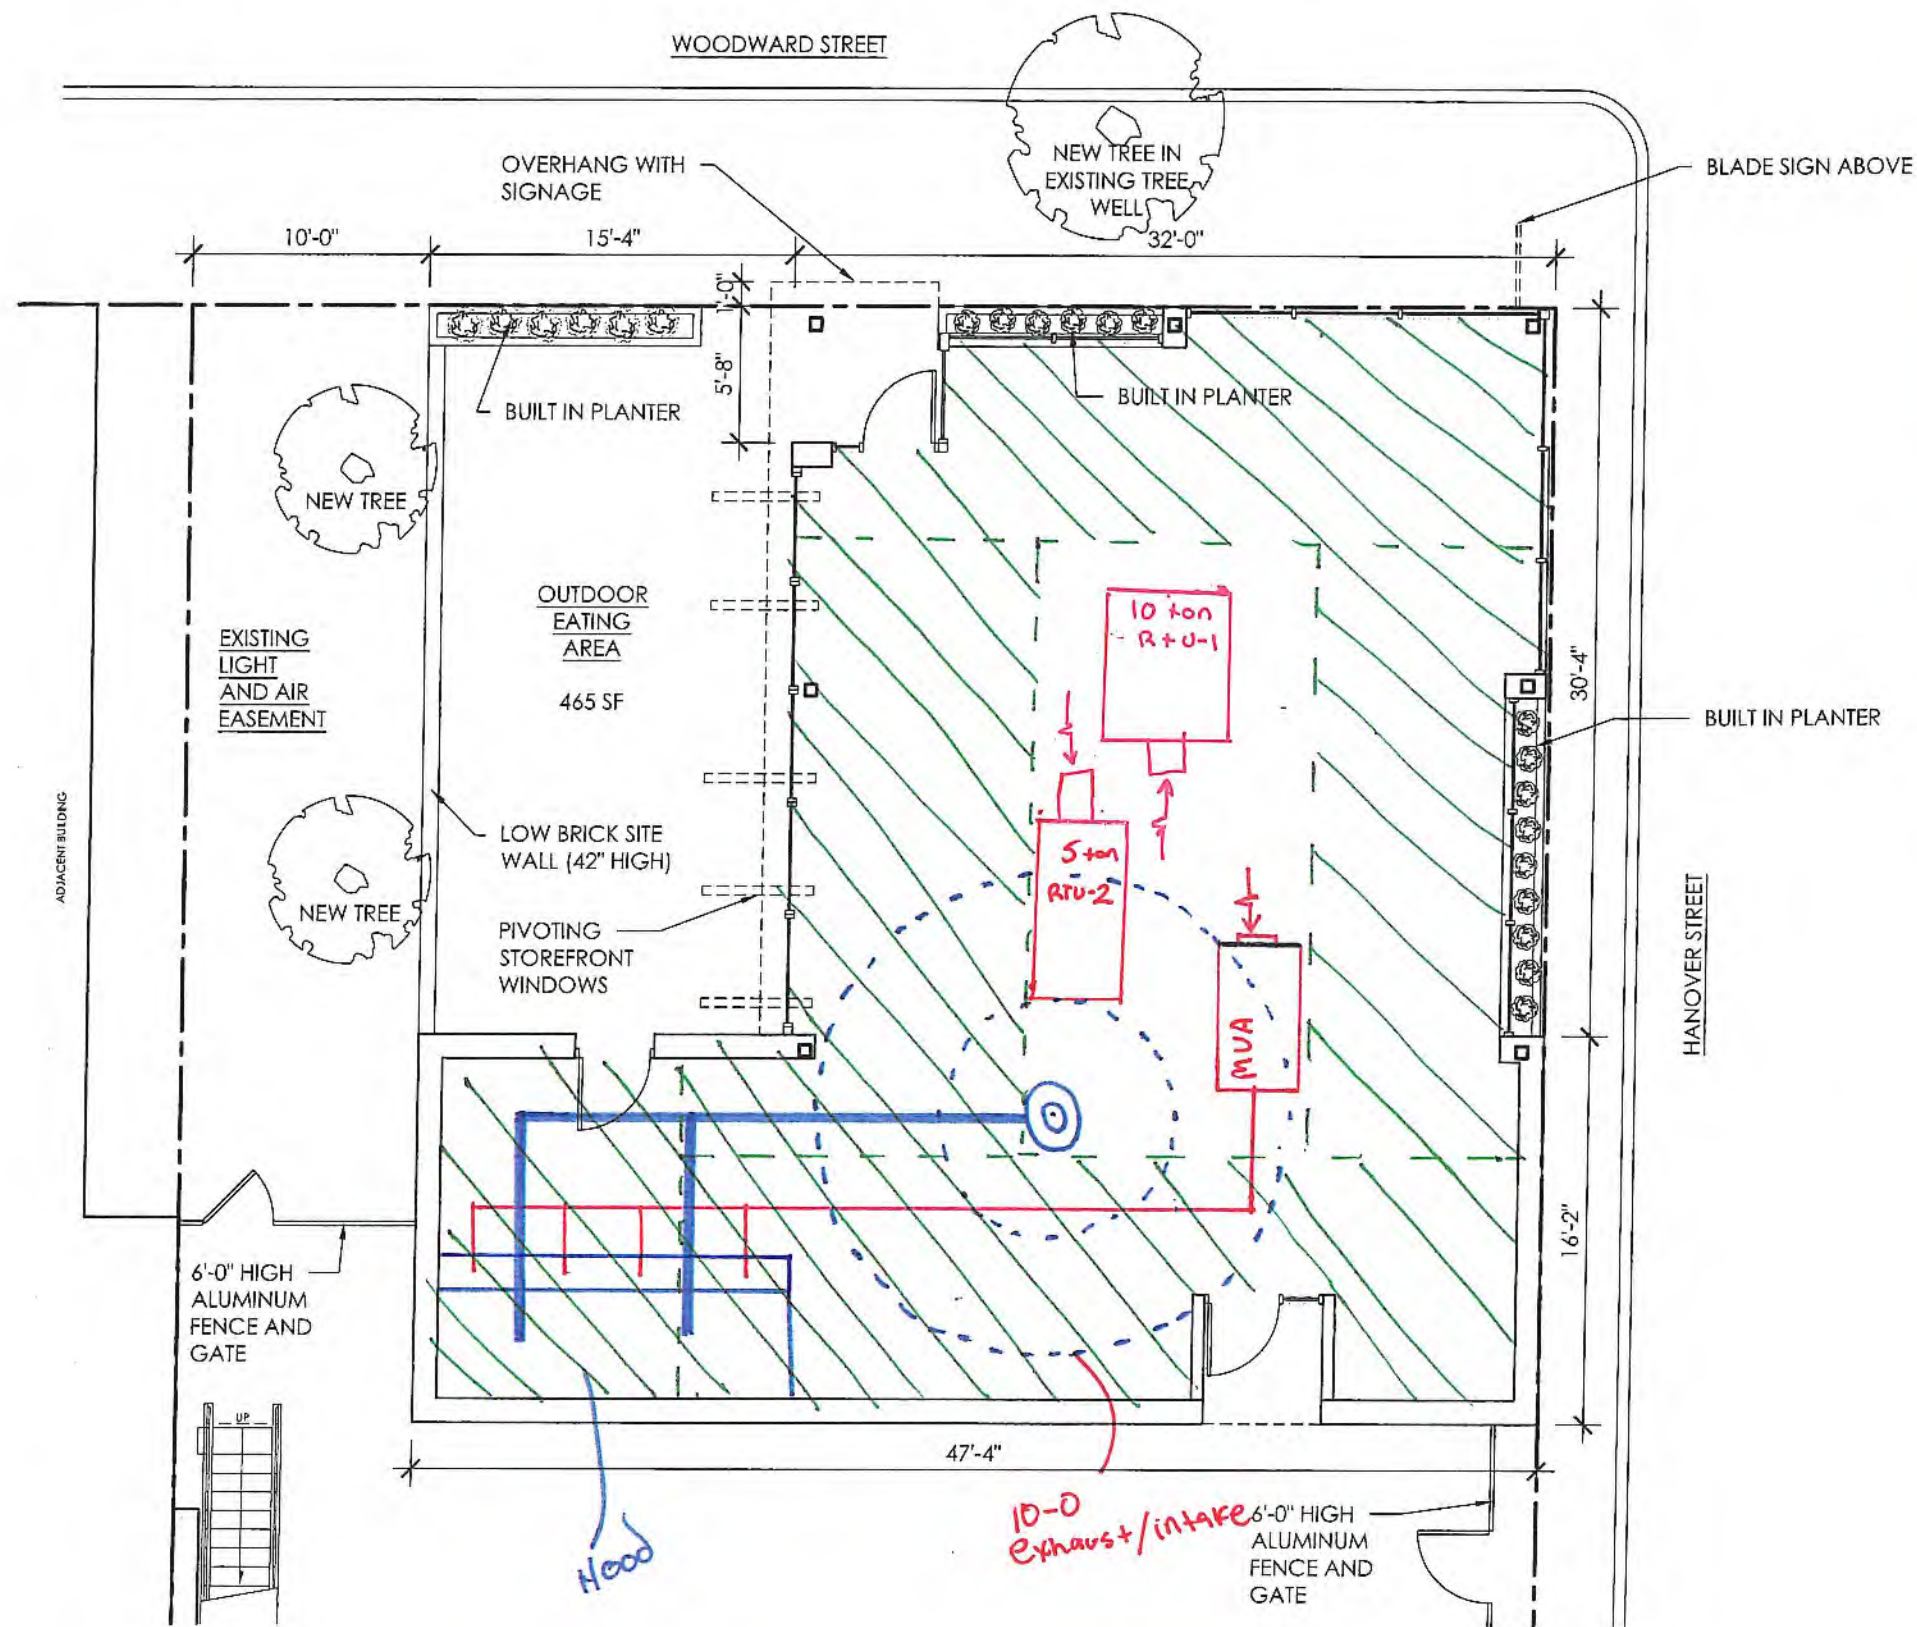 WOODWARD STREET
OVERHANG WITH
SIGNAGE
NEW TREE IN
EXISTING TREE
WELL
BLADE SIGN ABOVE
10'-0"
15'-4"
32'-0"
1'-0"
5'-8"
BUILT IN PLANTER
BUILT IN PLANTER
NEW TREE
OUTDOOR
EATING
AREA
465 SF
EXISTING
LIGHT
AND AIR
EASEMENT
10 ton
RTU-1
30'-4"
BUILT IN PLANTER
ADJACENT BUILDING
LOW BRICK SITE
WALL (42" HIGH)
5 ton
RTU-2
NEW TREE
PIVOTING
STOREFRONT
WINDOWS
MUA
HANOVER STREET
16'-2"
6'-0" HIGH
ALUMINUM
FENCE AND
GATE
UP
47'-4"
Hood
10-0
exhaust/intake
6'-0" HIGH
ALUMINUM
FENCE AND
GATE